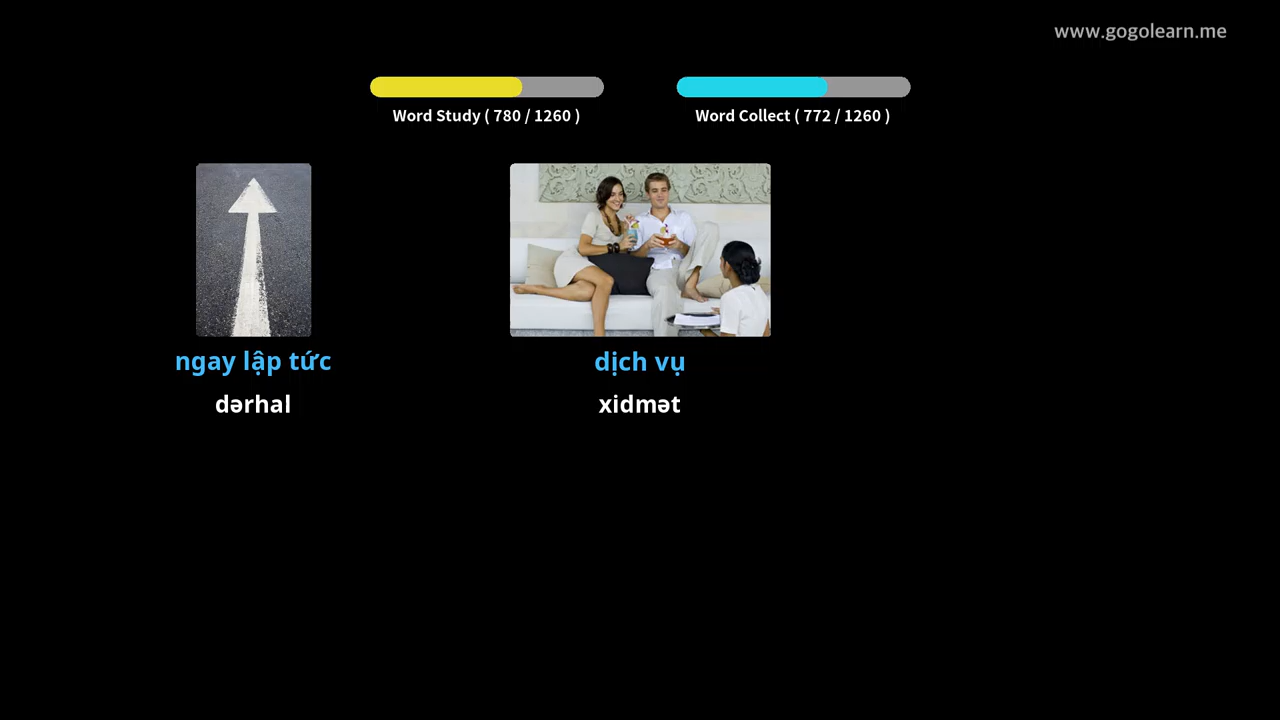 www.gogolearn.me
Word Study ( 780 / 1260 )
Word Collect ( 772 / 1260 )
ngay lập tức
dərhal
dịch vụ
xidmət